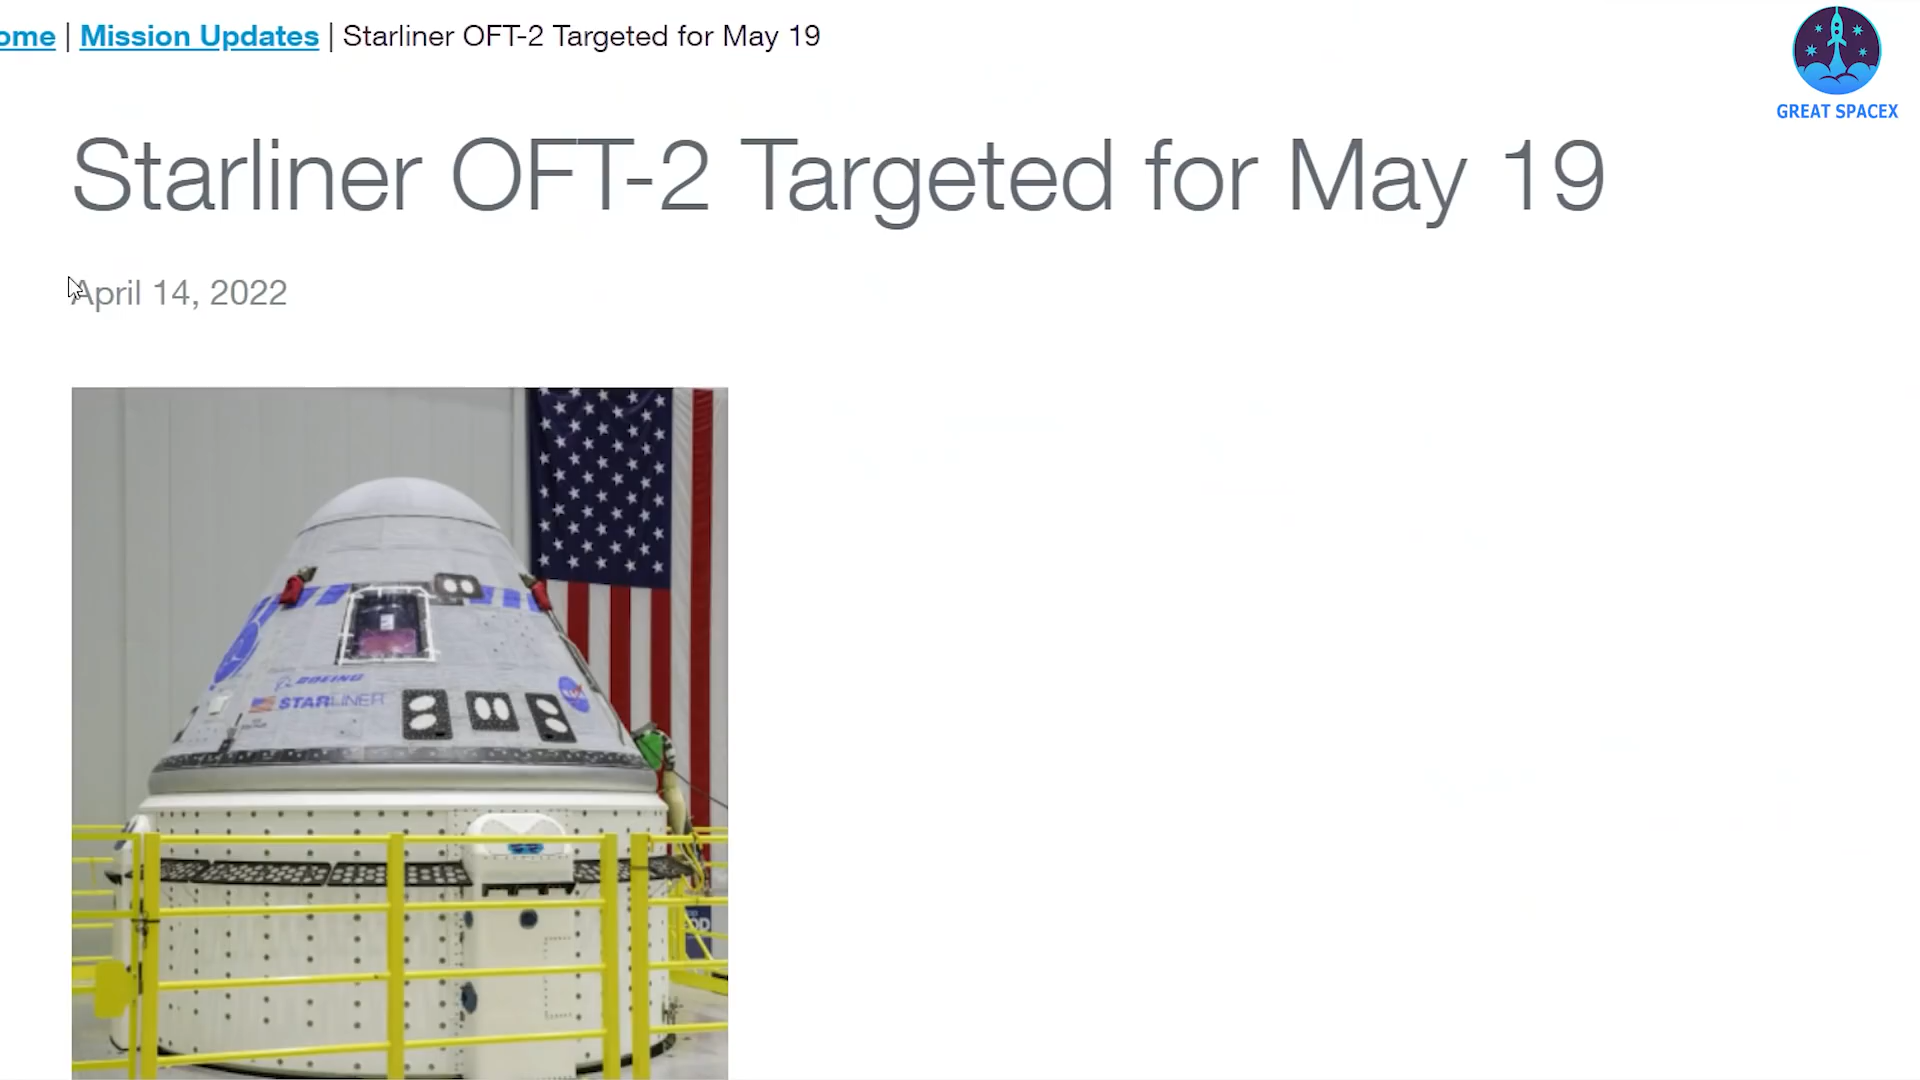 ome | Mission Updates | Starliner OFT-2 Targeted for May 19
GREAT SPACEX
Starliner OFT-2 Targeted for May 19
April 14, 2022
BOEING
STARLINER
NASA